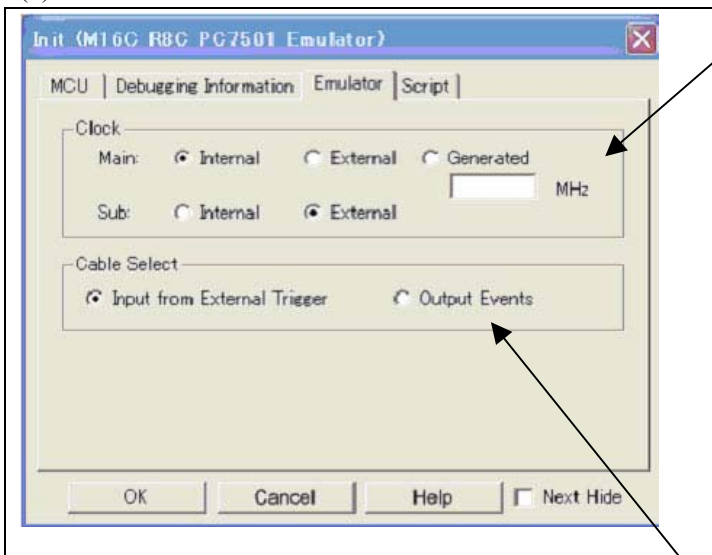 Init (M16C R8C PC7501 Emulator)
MCU Debugging Information Emulator Script
Clock
Main: Internal External Generated
MHz
Sub: Internal External
Cable Select
Input from External Trigger Output Events
OK Cancel Help Next Hide